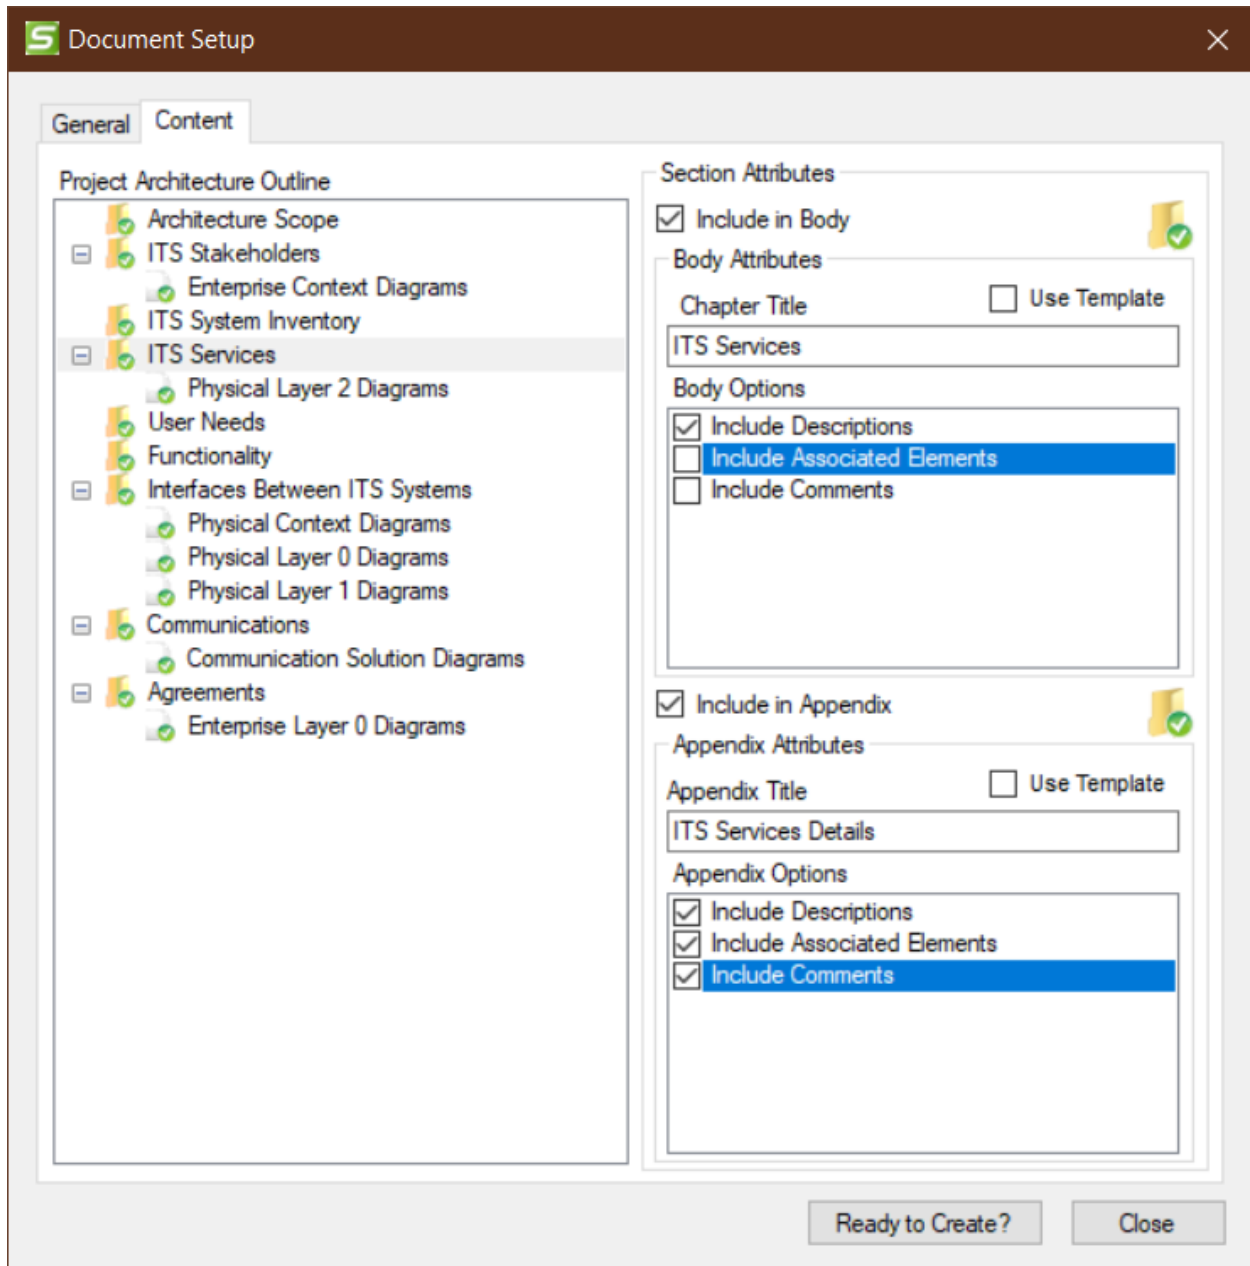 Document Setup
General
Content
Project Architecture Outline
Architecture Scope
ITS Stakeholders
Enterprise Context Diagrams
ITS System Inventory
ITS Services
Physical Layer 2 Diagrams
User Needs
Functionality
Interfaces Between ITS Systems
Physical Context Diagrams
Physical Layer 0 Diagrams
Physical Layer 1 Diagrams
Communications
Communication Solution Diagrams
Agreements
Enterprise Layer 0 Diagrams
Section Attributes
Include in Body
Body Attributes
Chapter Title
Use Template
ITS Services
Body Options
Include Descriptions
Include Associated Elements
Include Comments
Include in Appendix
Appendix Attributes
Appendix Title
Use Template
ITS Services Details
Appendix Options
Include Descriptions
Include Associated Elements
Include Comments
Ready to Create?
Close